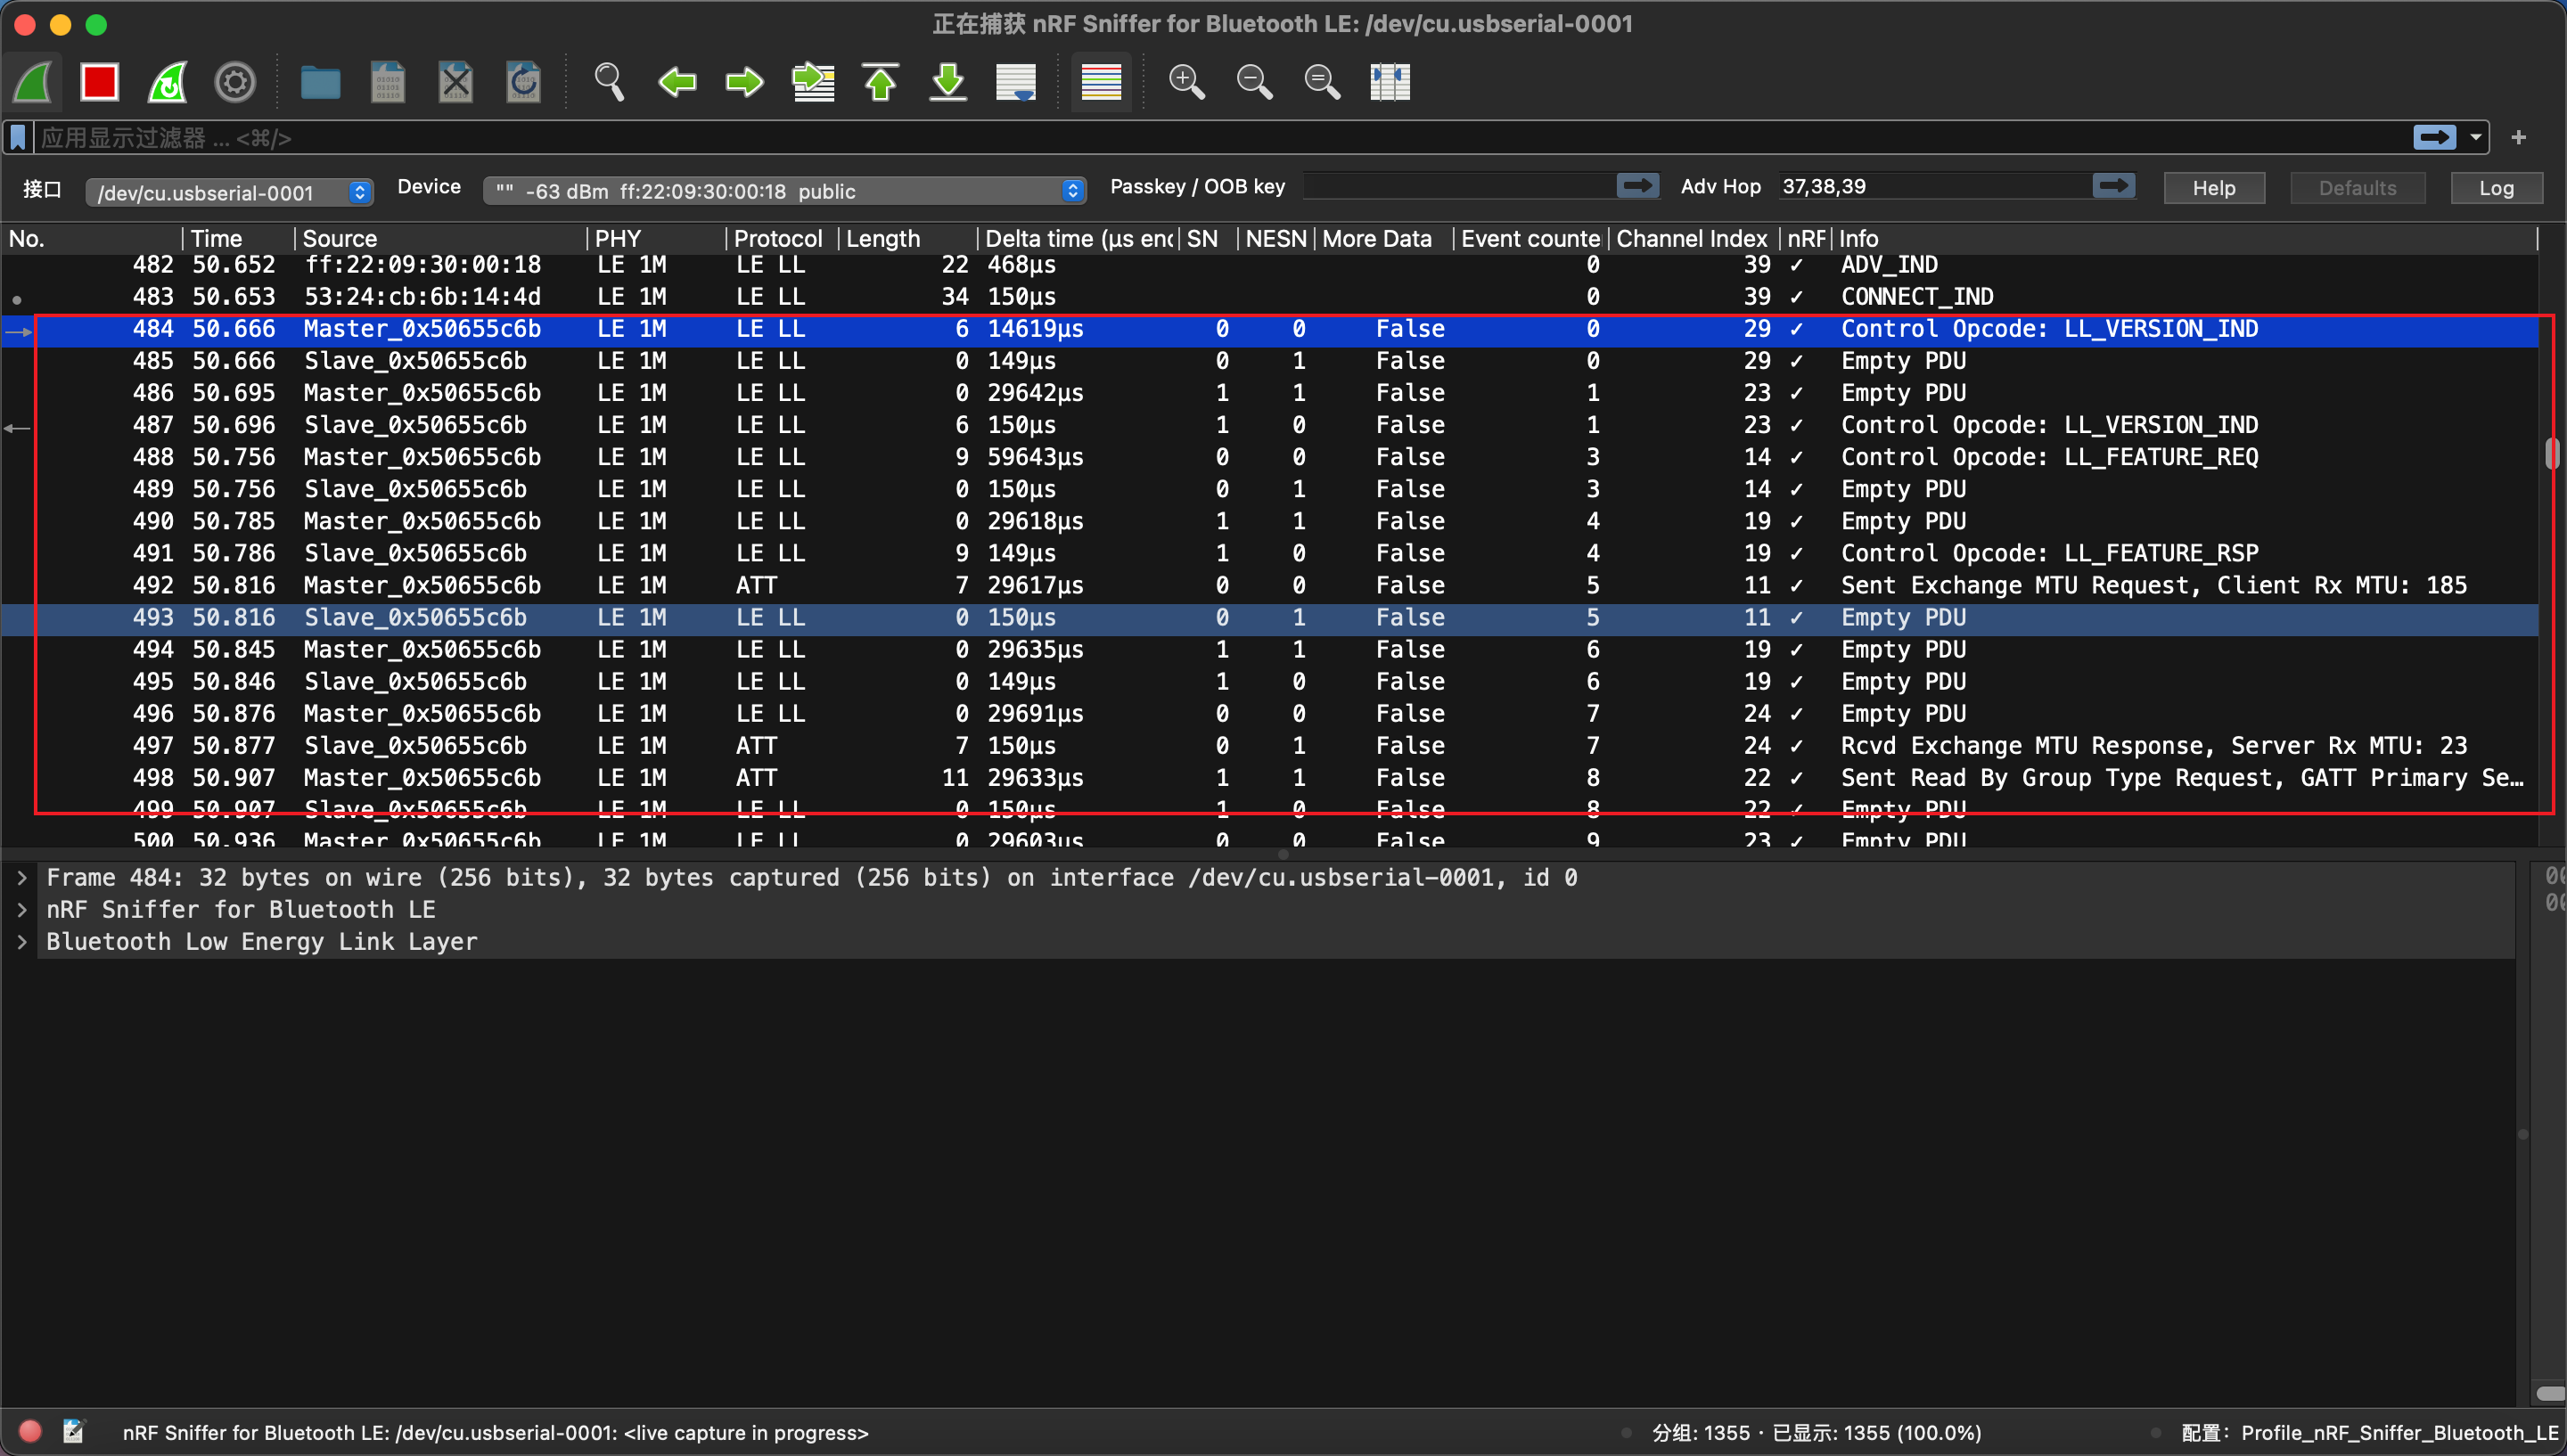 正在捕获 nRF Sniffer for Bluetooth LE: /dev/cu.usbserial-0001
应用显示过滤器 ... <⌘/>
接口 /dev/cu.usbserial-0001 Device "" -63 dBm ff:22:09:30:00:18 public Passkey / OOB key Adv Hop 37,38,39 Help Defaults Log
No. Time Source PHY Protocol Length Delta time (µs end SN NESN More Data Event counte Channel Index nRF Info
482 50.652 ff:22:09:30:00:18 LE 1M LE LL 22 468µs 0 39 ✓ ADV_IND
483 50.653 53:24:cb:6b:14:4d LE 1M LE LL 34 150µs 0 39 ✓ CONNECT_IND
484 50.666 Master_0x50655c6b LE 1M LE LL 6 14619µs 0 0 False 0 29 ✓ Control Opcode: LL_VERSION_IND
485 50.666 Slave_0x50655c6b LE 1M LE LL 0 149µs 0 1 False 0 29 ✓ Empty PDU
486 50.695 Master_0x50655c6b LE 1M LE LL 0 29642µs 1 1 False 1 23 ✓ Empty PDU
487 50.696 Slave_0x50655c6b LE 1M LE LL 6 150µs 1 0 False 1 23 ✓ Control Opcode: LL_VERSION_IND
488 50.756 Master_0x50655c6b LE 1M LE LL 9 59643µs 0 0 False 3 14 ✓ Control Opcode: LL_FEATURE_REQ
489 50.756 Slave_0x50655c6b LE 1M LE LL 0 150µs 0 1 False 3 14 ✓ Empty PDU
490 50.785 Master_0x50655c6b LE 1M LE LL 0 29618µs 1 1 False 4 19 ✓ Empty PDU
491 50.786 Slave_0x50655c6b LE 1M LE LL 9 149µs 1 0 False 4 19 ✓ Control Opcode: LL_FEATURE_RSP
492 50.816 Master_0x50655c6b LE 1M ATT 7 29617µs 0 0 False 5 11 ✓ Sent Exchange MTU Request, Client Rx MTU: 185
493 50.816 Slave_0x50655c6b LE 1M LE LL 0 150µs 0 1 False 5 11 ✓ Empty PDU
494 50.845 Master_0x50655c6b LE 1M LE LL 0 29635µs 1 1 False 6 19 ✓ Empty PDU
495 50.846 Slave_0x50655c6b LE 1M LE LL 0 149µs 1 0 False 6 19 ✓ Empty PDU
496 50.876 Master_0x50655c6b LE 1M LE LL 0 29691µs 0 0 False 7 24 ✓ Empty PDU
497 50.877 Slave_0x50655c6b LE 1M ATT 7 150µs 0 1 False 7 24 ✓ Rcvd Exchange MTU Response, Server Rx MTU: 23
498 50.907 Master_0x50655c6b LE 1M ATT 11 29633µs 1 1 False 8 22 ✓ Sent Read By Group Type Request, GATT Primary Se…
499 50.907 Slave_0x50655c6b LE 1M LE LL 0 150µs 1 0 False 8 22 ✓ Empty PDU
500 50.936 Master_0x50655c6b LE 1M LE LL 0 29603µs 0 0 False 9 23 ✓ Empty PDU
Frame 484: 32 bytes on wire (256 bits), 32 bytes captured (256 bits) on interface /dev/cu.usbserial-0001, id 0
nRF Sniffer for Bluetooth LE
Bluetooth Low Energy Link Layer
nRF Sniffer for Bluetooth LE: /dev/cu.usbserial-0001: <live capture in progress> 分组: 1355 · 已显示: 1355 (100.0%) 配置: Profile_nRF_Sniffer_Bluetooth_LE